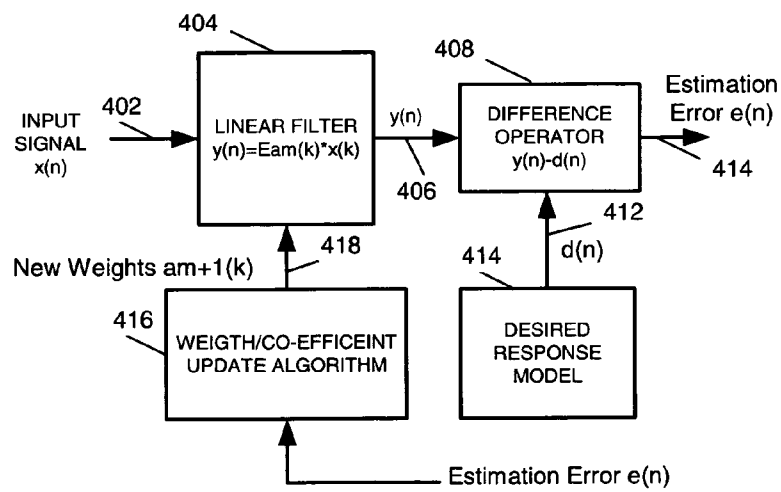 404
408
402
INPUT
SIGNAL
x(n)
LINEAR FILTER
y(n)=Eam(k)*x(k)
y(n)
406
DIFFERENCE
OPERATOR
y(n)-d(n)
Estimation
Error e(n)
414
418
New Weights am+1(k)
412
d(n)
414
416
WEIGTH/CO-EFFICEINT
UPDATE ALGORITHM
DESIRED
RESPONSE
MODEL
Estimation Error e(n)